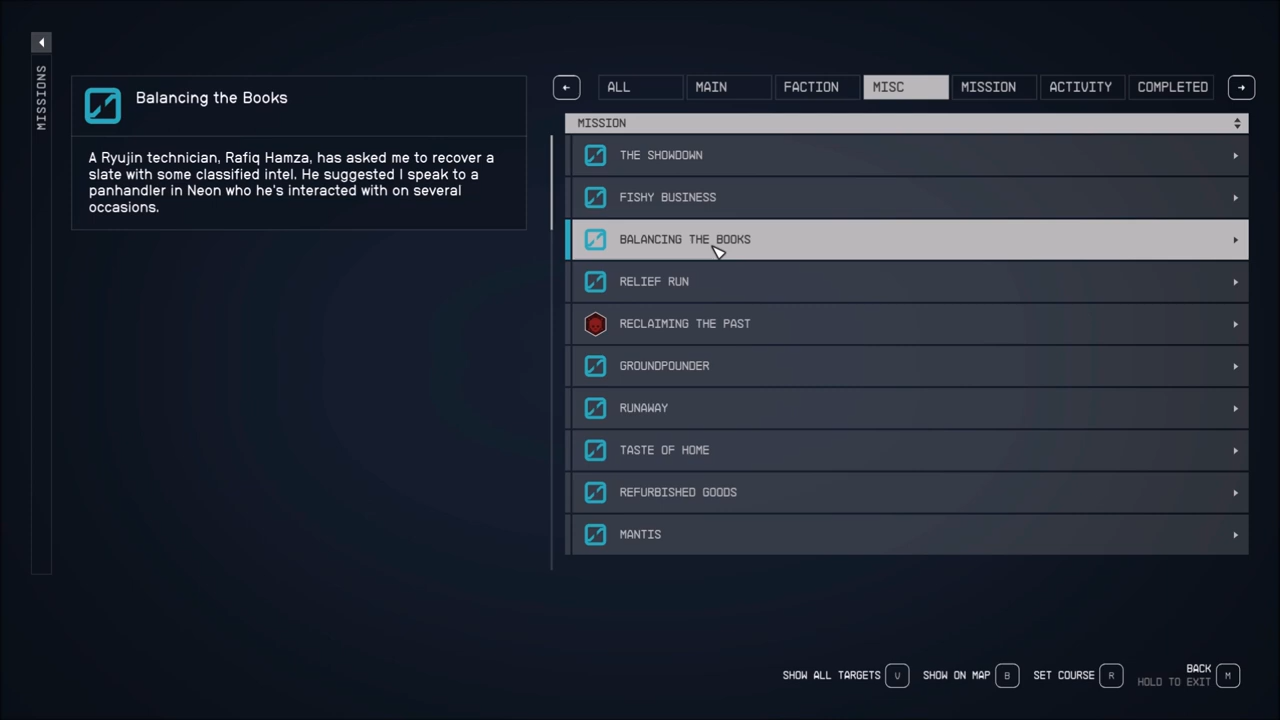 MISSIONS
Balancing the Books
A Ryujin technician, Rafiq Hamza, has asked me to recover a
slate with some classified intel. He suggested I speak to a
panhandler in Neon who he's interacted with on several
occasions.
ALL MAIN FACTION MISC MISSION ACTIVITY COMPLETED
MISSION
THE SHOWDOWN
FISHY BUSINESS
BALANCING THE BOOKS
RELIEF RUN
RECLAIMING THE PAST
GROUNDPOUNDER
RUNAWAY
TASTE OF HOME
REFURBISHED GOODS
MANTIS
SHOW ALL TARGETS V SHOW ON MAP B SET COURSE R BACK M
HOLD TO EXIT